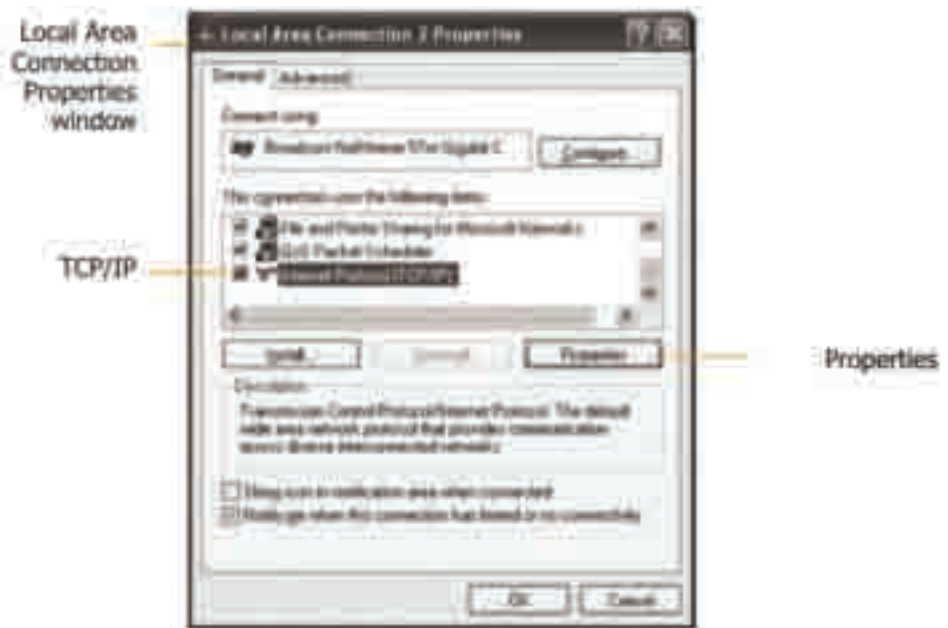 Local Area
Connection
Properties
window
Local Area Connection 2 Properties
General
Advanced
Connect using:
Broadcom NetXtreme 57xx Gigabit C
Configure...
This connection uses the following items:
File and Printer Sharing for Microsoft Networks
QoS Packet Scheduler
Internet Protocol (TCP/IP)
TCP/IP
Install...
Uninstall
Properties
Properties
Description
Transmission Control Protocol/Internet Protocol. The default
wide area network protocol that provides communication
across diverse interconnected networks.
Show icon in notification area when connected
Notify me when this connection has limited or no connectivity
OK
Cancel